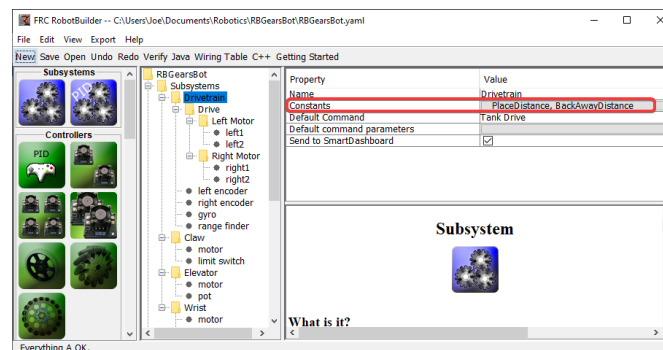 FRC RobotBuilder -- C:\Users\Joe\Documents\Robotics\RBGearsBot\RBGearsBot.yaml
File Edit View Export Help
New Save Open Undo Redo Verify Java Wiring Table C++ Getting Started
Subsystems
PID
Controllers
PID
RBGearsBot
Subsystems
Drivetrain
Drive
Left Motor
left1
left2
Right Motor
right1
right2
left encoder
right encoder
gyro
range finder
Claw
motor
limit switch
Elevator
motor
pot
Wrist
motor
Property Value
Name Drivetrain
Constants PlaceDistance, BackAwayDistance
Default Command Tank Drive
Default command parameters
Send to SmartDashboard
Subsystem
What is it?
Everything A OK.